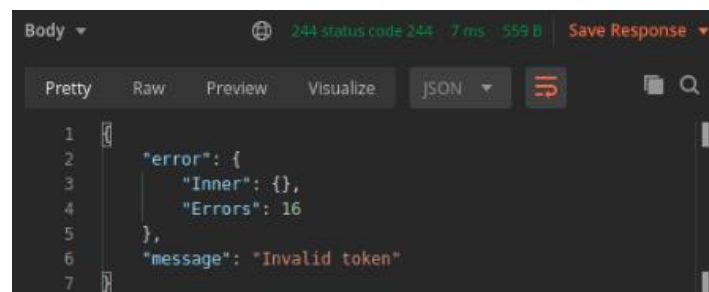 Body 244 status code 244 7 ms 559 B Save Response
Pretty Raw Preview Visualize JSON
1 {
2 "error": {
3 "Inner": {},
4 "Errors": 16
5 },
6 "message": "Invalid token"
7 }